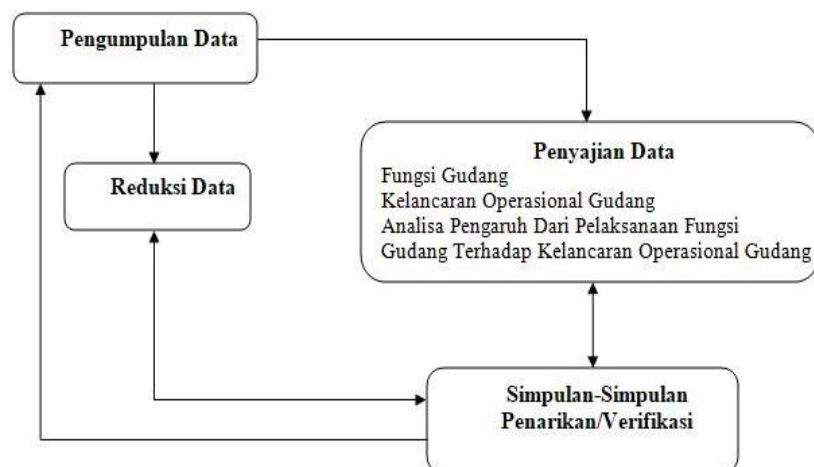 Pengumpulan Data
Reduksi Data
Penyajian Data
Fungsi Gudang
Kelancaran Operasional Gudang
Analisa Pengaruh Dari Pelaksanaan Fungsi
Gudang Terhadap Kelancaran Operasional Gudang
Simpulan-Simpulan
Penarikan/Verifikasi